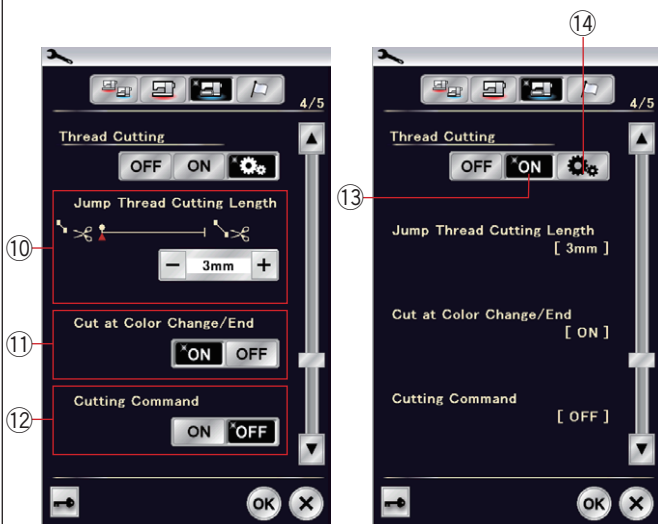 ⑭
4/5
Thread Cutting
OFF ON
⑩
Jump Thread Cutting Length
− 3mm +
⑪
Cut at Color Change/End
ON OFF
⑫
Cutting Command
ON OFF
OK X
4/5
Thread Cutting
OFF ON
⑬
Jump Thread Cutting Length
[ 3mm ]
Cut at Color Change/End
[ ON ]
Cutting Command
[ OFF ]
OK X